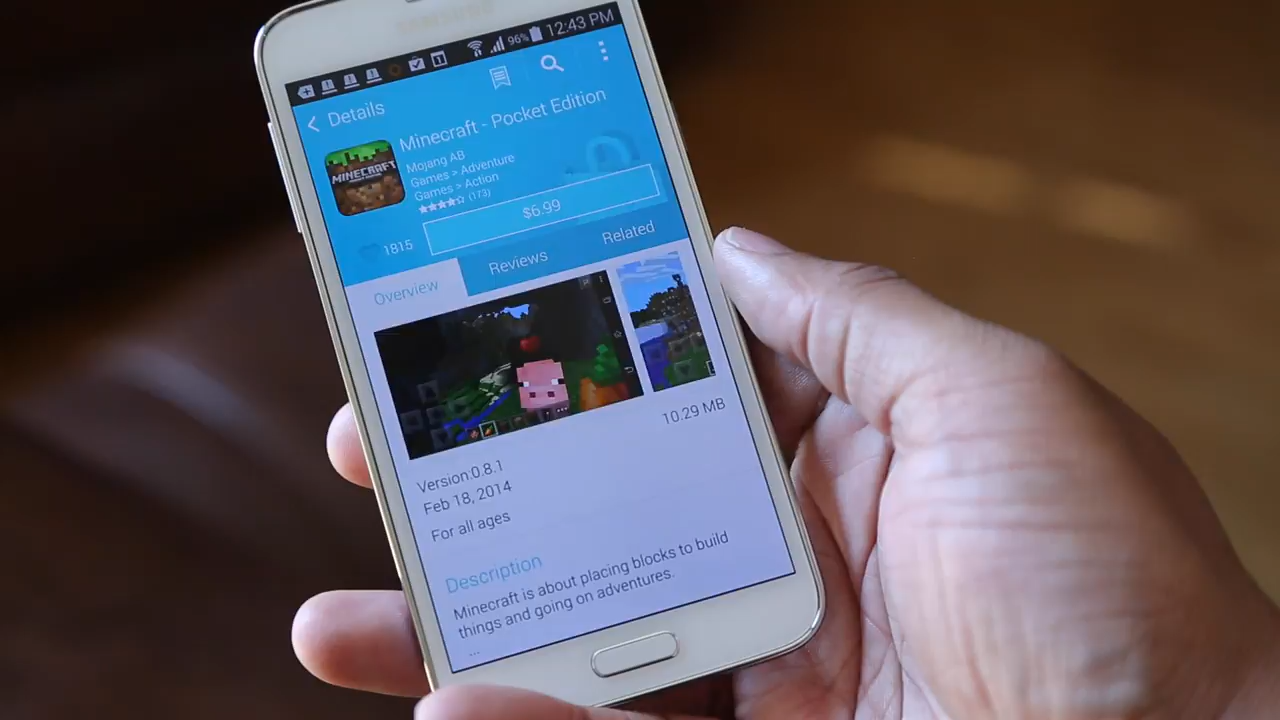 SAMSUNG
96% 12:43 PM
Details
Minecraft - Pocket Edition
MINECRAFT
Mojang AB
Games > Adventure
Games > Action
(173)
1815
$6.99
Overview
Reviews
Related
10.29 MB
Version:0.8.1
Feb 18, 2014
For all ages
Description
Minecraft is about placing blocks to build
things and going on adventures.
...